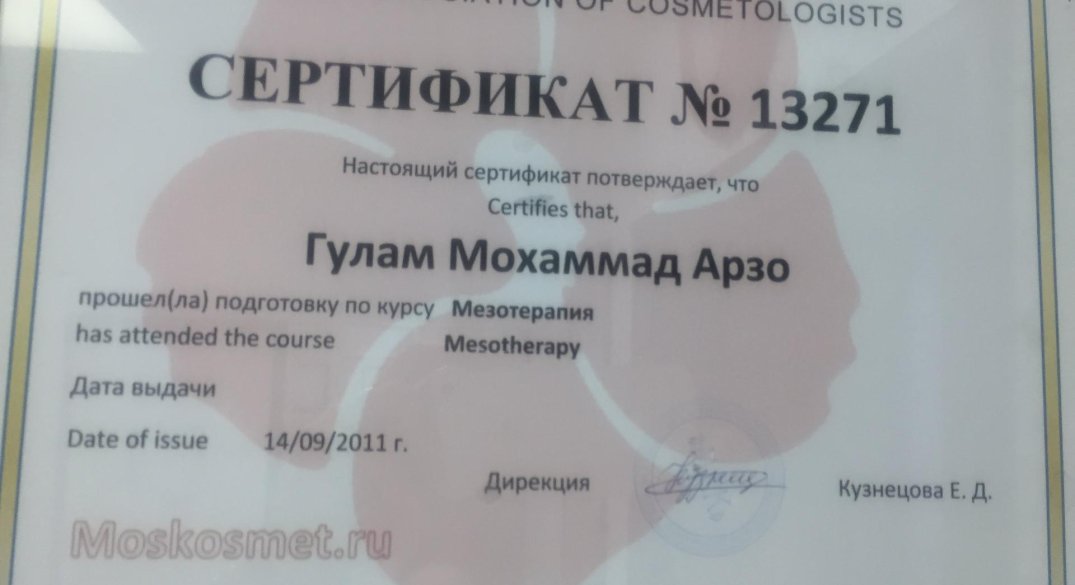 OF COSMETOLOGISTS
СЕРТИФИКАТ № 13271
Настоящий сертификат потверждает, что
Certifies that,
Гулам Мохаммад Арзо
прошел(ла) подготовку по курсу Мезотерапия
has attended the course Mesotherapy
Дата выдачи
Date of issue 14/09/2011 г.
Дирекция Кузнецова Е. Д.
Moskosmet.ru